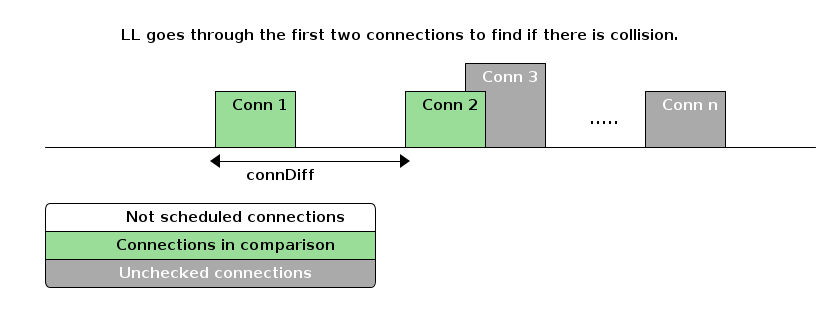 LL goes through the first two connections to find if there is collision.
Conn 3
Conn 1
Conn 2
Conn n
.....
connDiff
Not scheduled connections
Connections in comparison
Unchecked connections